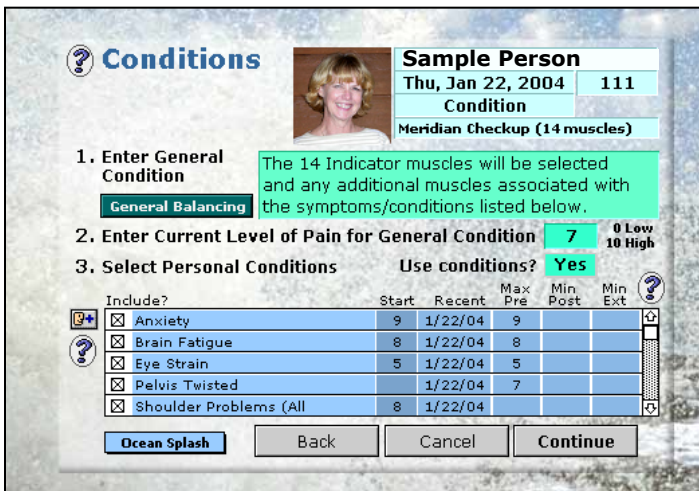 ? Conditions
Sample Person
Thu, Jan 22, 2004 111
Condition
Meridian Checkup (14 muscles)
1. Enter General Condition
General Balancing
The 14 Indicator muscles will be selected
and any additional muscles associated with
the symptoms/conditions listed below.
2. Enter Current Level of Pain for General Condition 7 0 Low
10 High
3. Select Personal Conditions Use conditions? Yes
?
Include? Start Recent Max Pre Min Post Min Ext
Anxiety 9 1/22/04 9
?
Brain Fatigue 8 1/22/04 8
Eye Strain 5 1/22/04 5
Pelvis Twisted 1/22/04 7
Shoulder Problems (All 8 1/22/04
Ocean Splash Back Cancel Continue